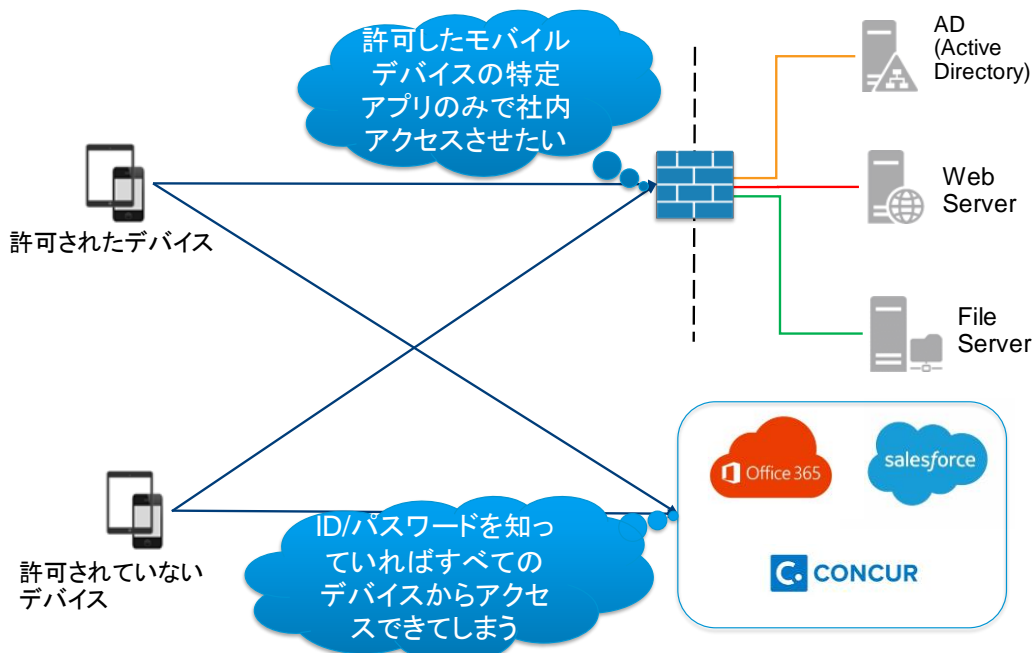 許可したモバイル
デバイスの特定
アプリのみで社内
アクセスさせたい
AD
(Active
Directory)
Web
Server
許可されたデバイス
File
Server
Office 365
salesforce
ID/パスワードを知っ
ていればすべての
デバイスからアクセ
スできてしまう
許可されていない
デバイス
C.
CONCUR